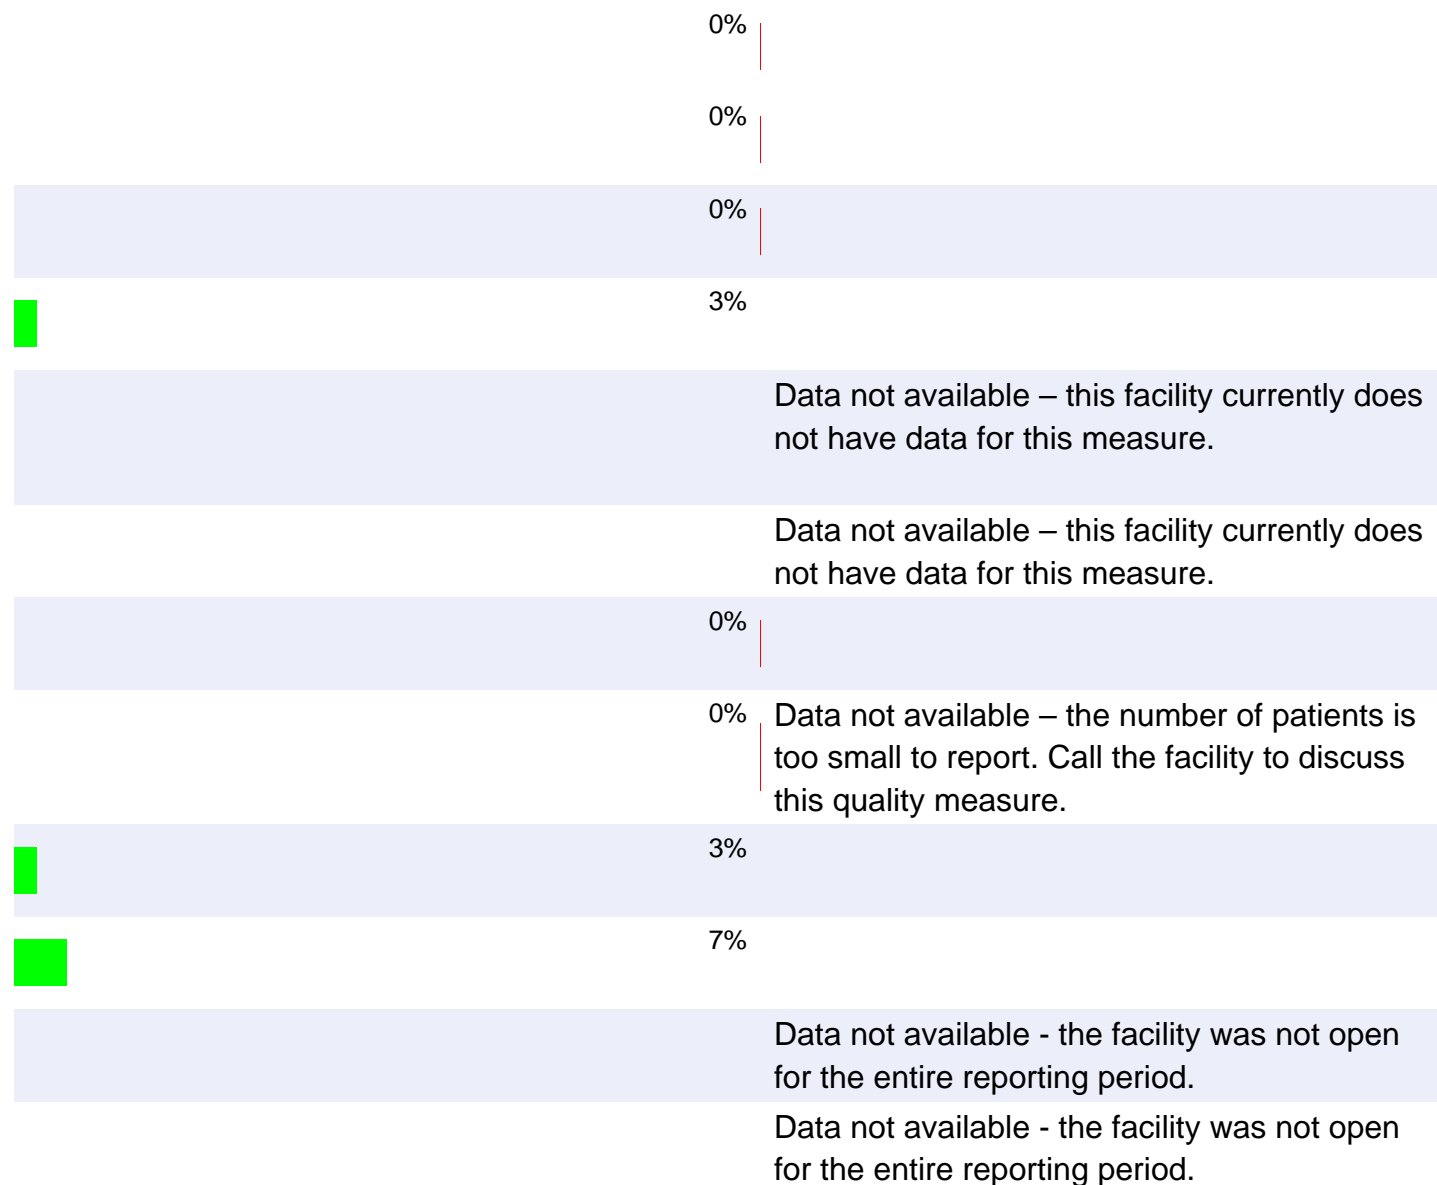 0%
0%
0%
3%
Data not available – this facility currently does
not have data for this measure.
Data not available – this facility currently does
not have data for this measure.
0%
0%
Data not available – the number of patients is
too small to report. Call the facility to discuss
this quality measure.
3%
7%
Data not available - the facility was not open
for the entire reporting period.
Data not available - the facility was not open
for the entire reporting period.